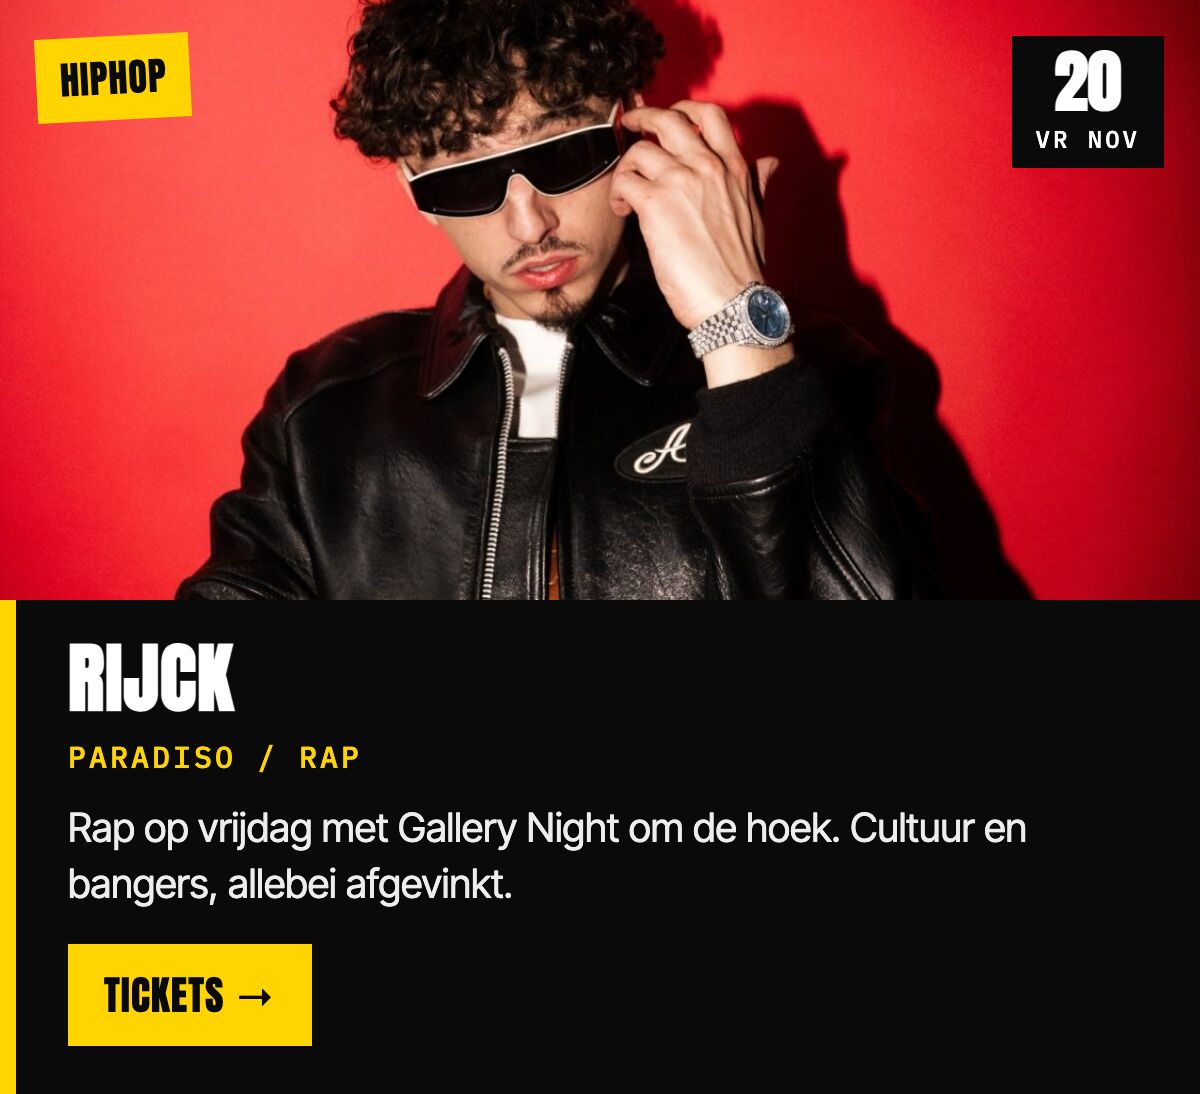 HIPHOP
20
VR NOV
A
RIJCK
PARADISO / RAP
Rap op vrijdag met Gallery Night om de hoek. Cultuur en
bangers, allebei afgevinkt.
TICKETS →